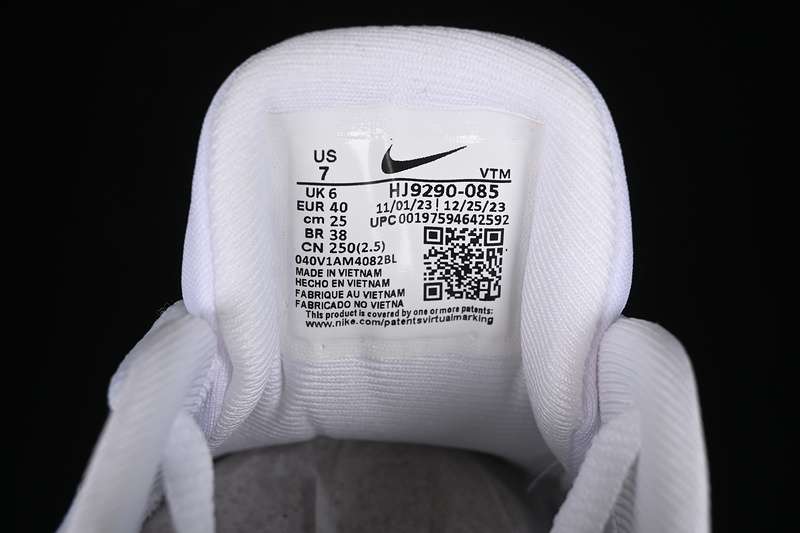 US
7
VTM
UK 6
HJ9290-085
EUR 40
11/01/23 | 12/25/23
cm 25
UPC 00197594642592
BR 38
CN 250(2.5)
040V1AM4082BL
MADE IN VIETNAM
HECHO EN VIETNAM
FABRIQUE AU VIETNAM
FABRICADO NO VIETNA
This product is covered by one or more patents:
www.nike.com/patentsvirtualmarking